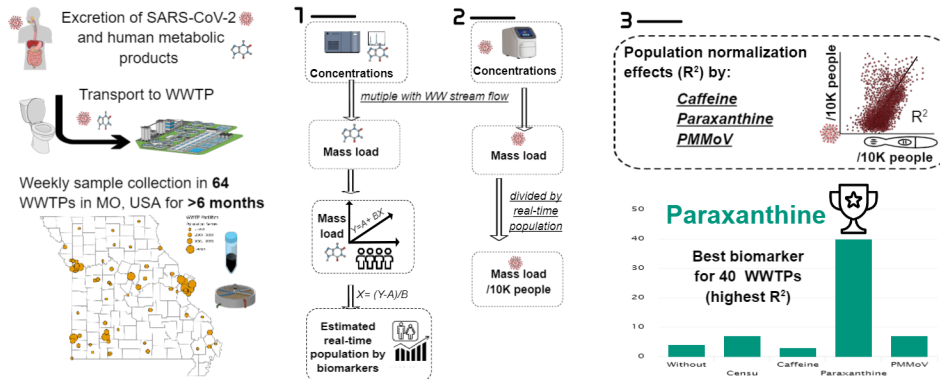 Excretion of SARS-CoV-2
and human metabolic
products
Transport to WWTP
Weekly sample collection in 64
WWTPs in MO, USA for >6 months
WWTP Facilities
1
Concentrations
mutiple with WW stream flow
Mass load
Mass
load
Y=A+ BX
X= (Y-A)/B
Estimated
real-time
population by
biomarkers
2
Concentrations
Mass load
divided by
real-time
population
Mass load
/10K people
3
Population normalization
effects (R²) by:
Caffeine
Paraxanthine
PMMoV
/10K people
R²
/10K people
Paraxanthine
Best biomarker
for 40 WWTPs
(highest R²)
50
40
30
20
10
0
Without
Censu
Caffeine
Paraxanthine
PMMoV